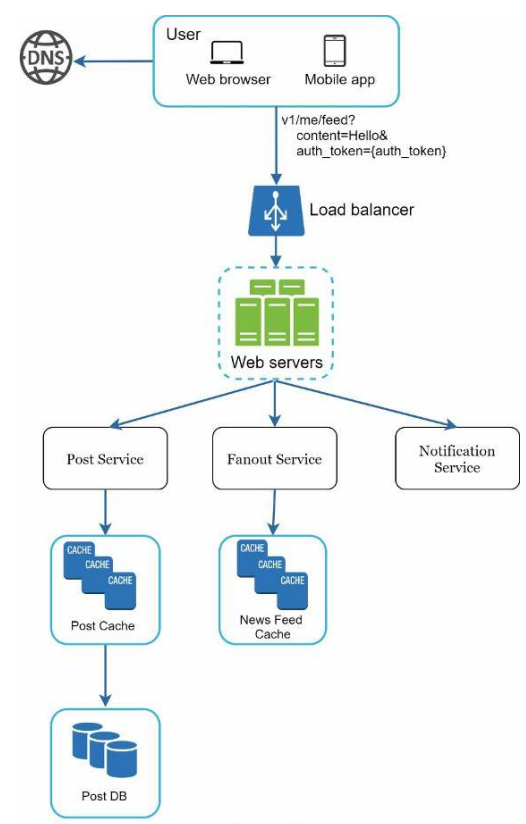 DNS
User
Web browser
Mobile app
v1/me/feed?
content=Hello&
auth_token={auth_token}
Load balancer
Web servers
Post Service
Fanout Service
Notification
Service
CACHE
CACHE
CACHE
Post Cache
CACHE
CACHE
CACHE
News Feed
Cache
Post DB